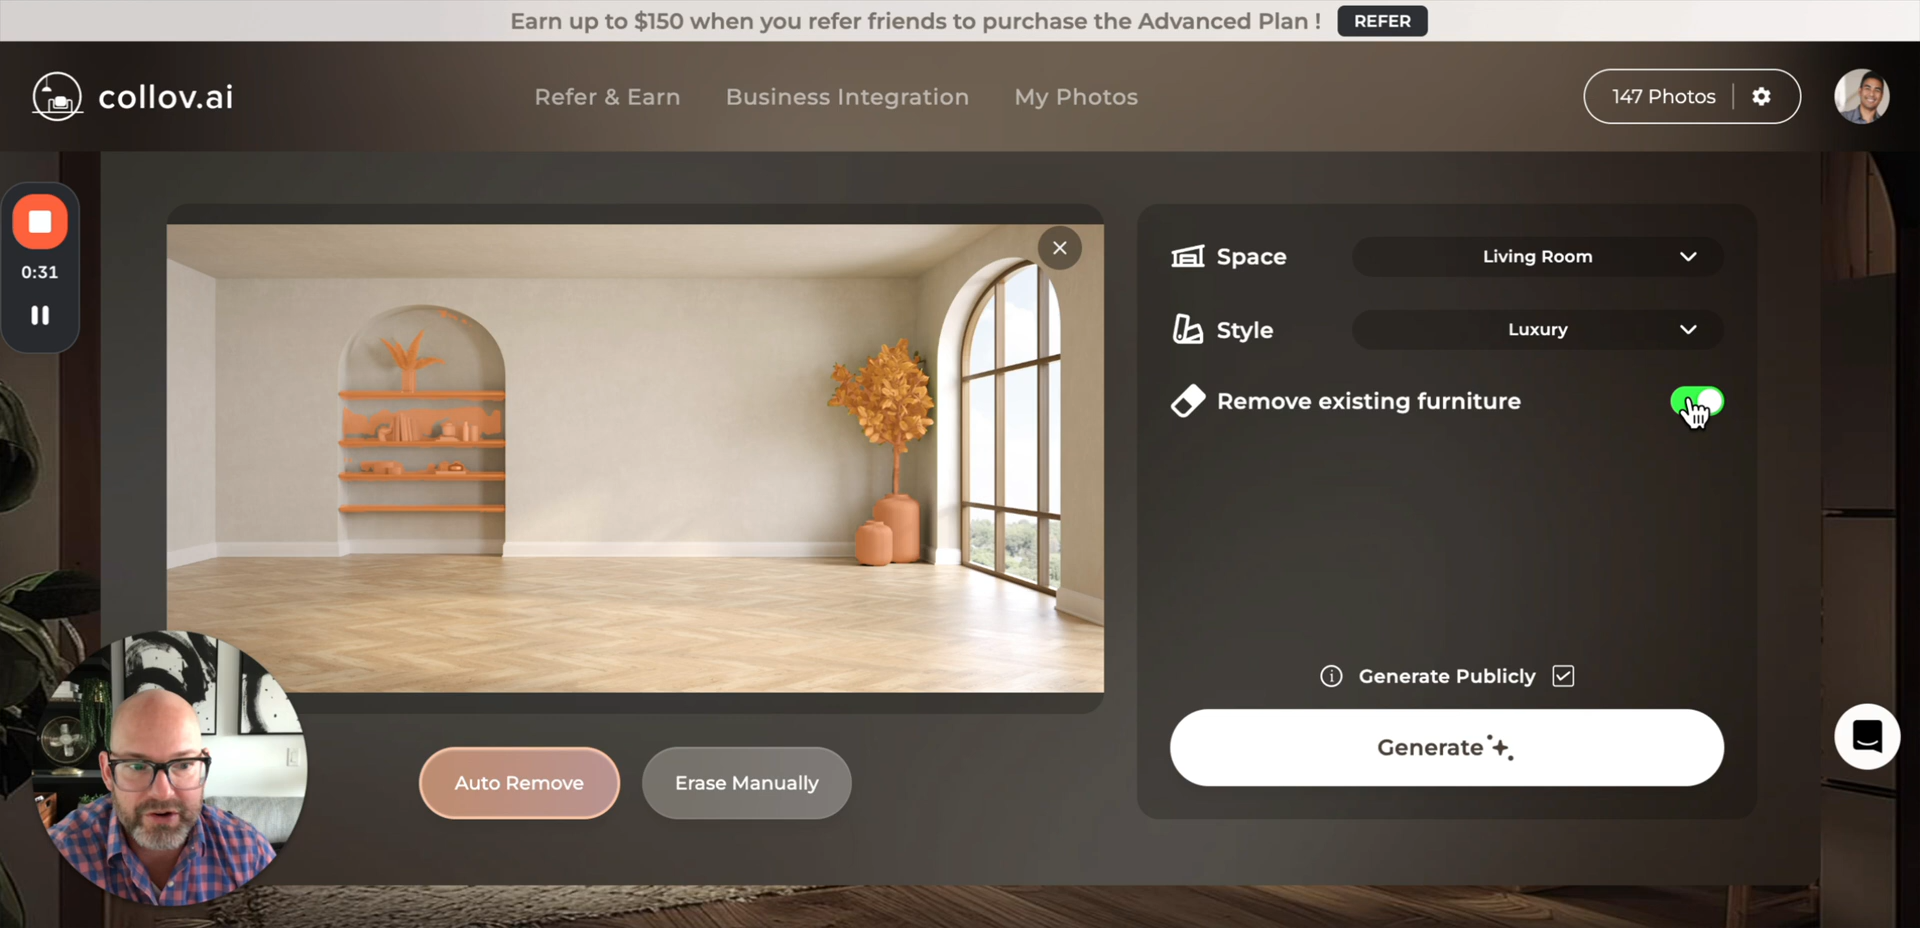 Earn up to $150 when you refer friends to purchase the Advanced Plan ! REFER
collov.ai
Refer & Earn Business Integration My Photos
147 Photos
0:31
Space Living Room
Style Luxury
Remove existing furniture
Generate Publicly
Generate
Auto Remove Erase Manually